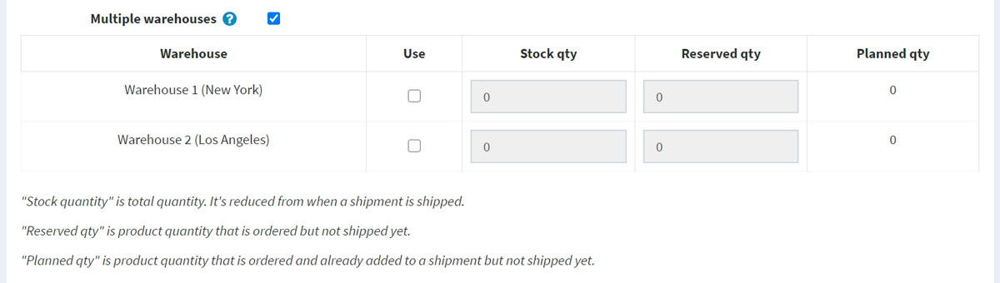 Multiple warehouses ?
Warehouse Use Stock qty Reserved qty Planned qty
Warehouse 1 (New York) 0 0 0
Warehouse 2 (Los Angeles) 0 0 0
"Stock quantity" is total quantity. It's reduced from when a shipment is shipped.
"Reserved qty" is product quantity that is ordered but not shipped yet.
"Planned qty" is product quantity that is ordered and already added to a shipment but not shipped yet.